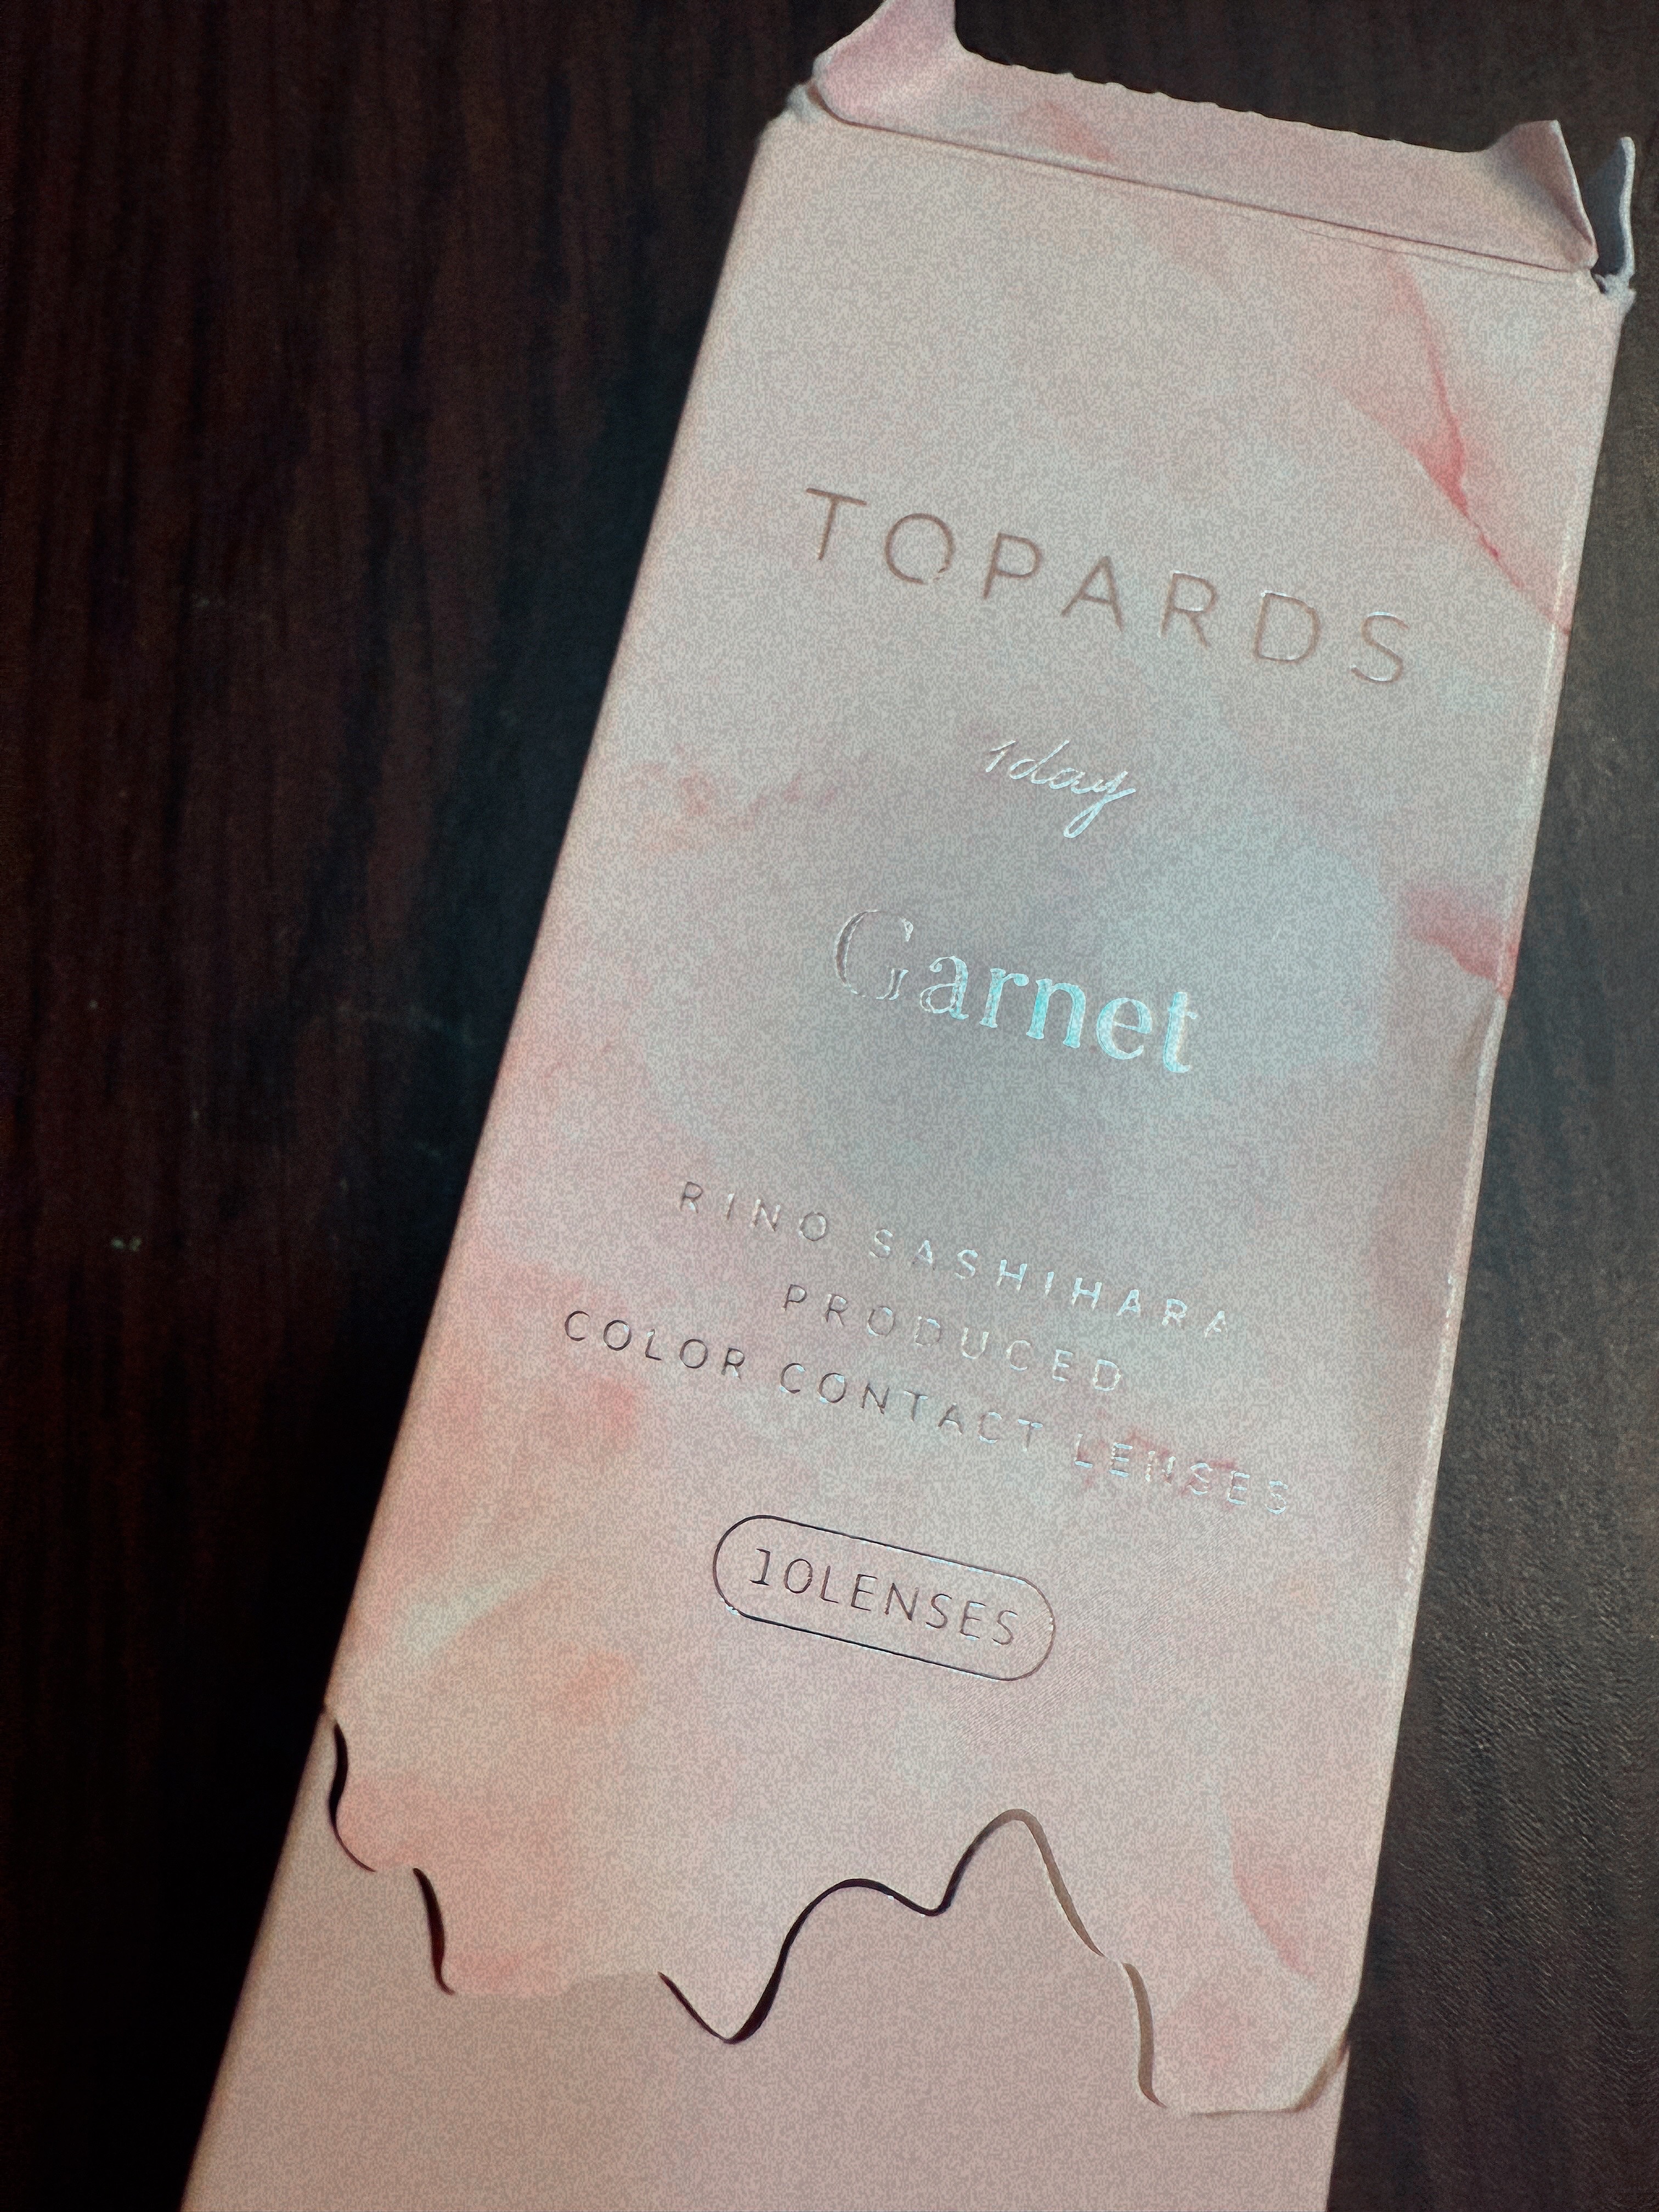 TOPARDS
1day
Garnet
RINO SASHIHARA
PRODUCED
COLOR CONTACT LENSES
10LENSES